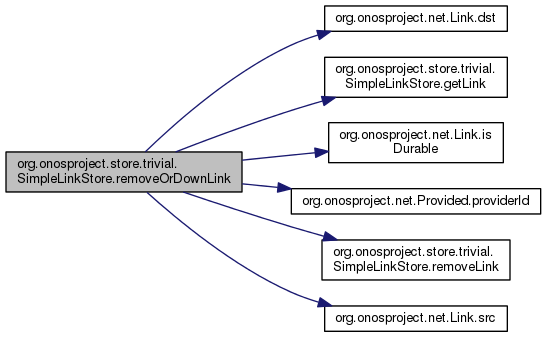 org.onosproject.net.Link.dst
org.onosproject.store.trivial.
SimpleLinkStore.getLink
org.onosproject.net.Link.is
Durable
org.onosproject.store.trivial.
SimpleLinkStore.removeOrDownLink
org.onosproject.net.Provided.providerId
org.onosproject.store.trivial.
SimpleLinkStore.removeLink
org.onosproject.net.Link.src